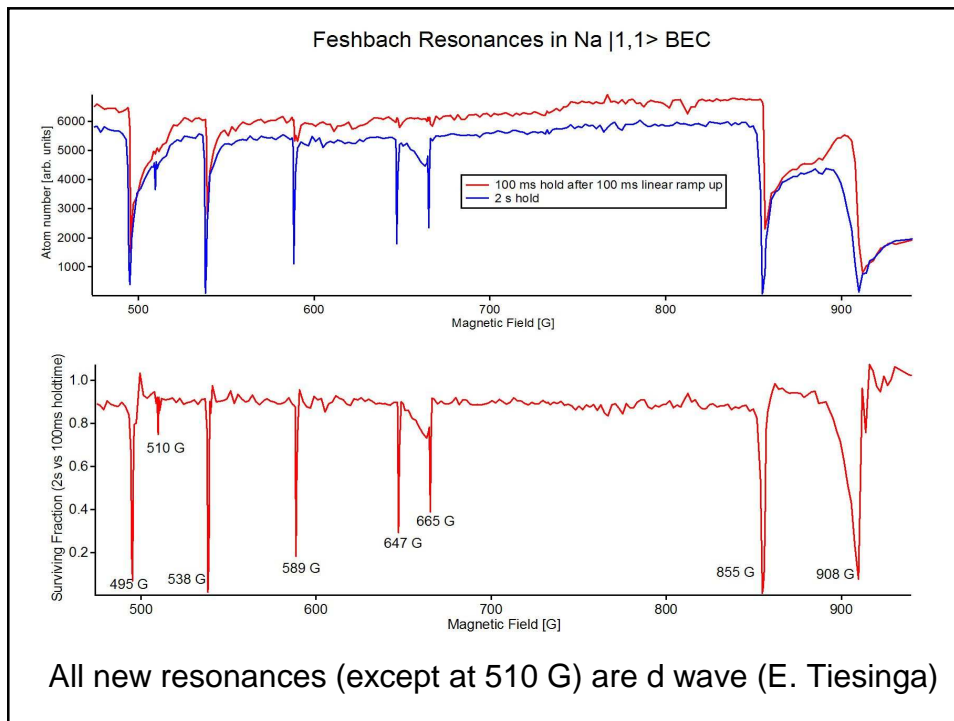 Feshbach Resonances in Na |1,1> BEC
Atom number [arb. units]
6000
5000
4000
3000
2000
1000
100 ms hold after 100 ms linear ramp up
2 s hold
500
600
700
800
900
Magnetic Field [G]
Surviving Fraction (2s vs 100ms holdtime)
1.0
0.8
0.6
0.4
0.2
510 G
495 G
538 G
589 G
647 G
665 G
855 G
908 G
500
600
700
800
900
Magnetic Field [G]
All new resonances (except at 510 G) are d wave (E. Tiesinga)